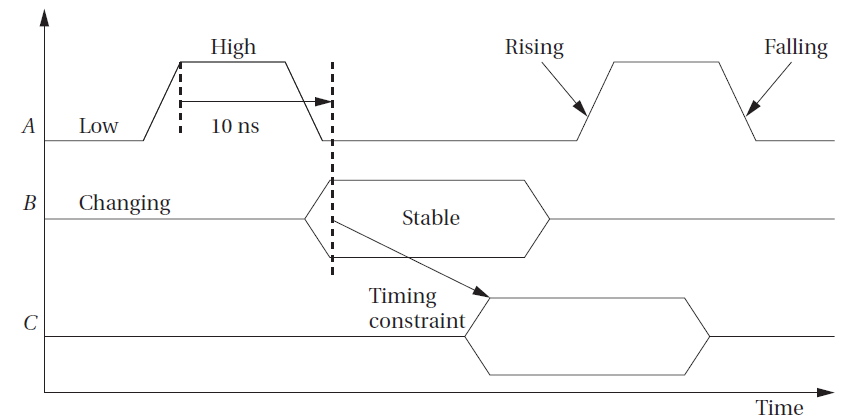 High
Rising
Falling
A
Low
10 ns
B
Changing
Stable
Timing
constraint
C
Time